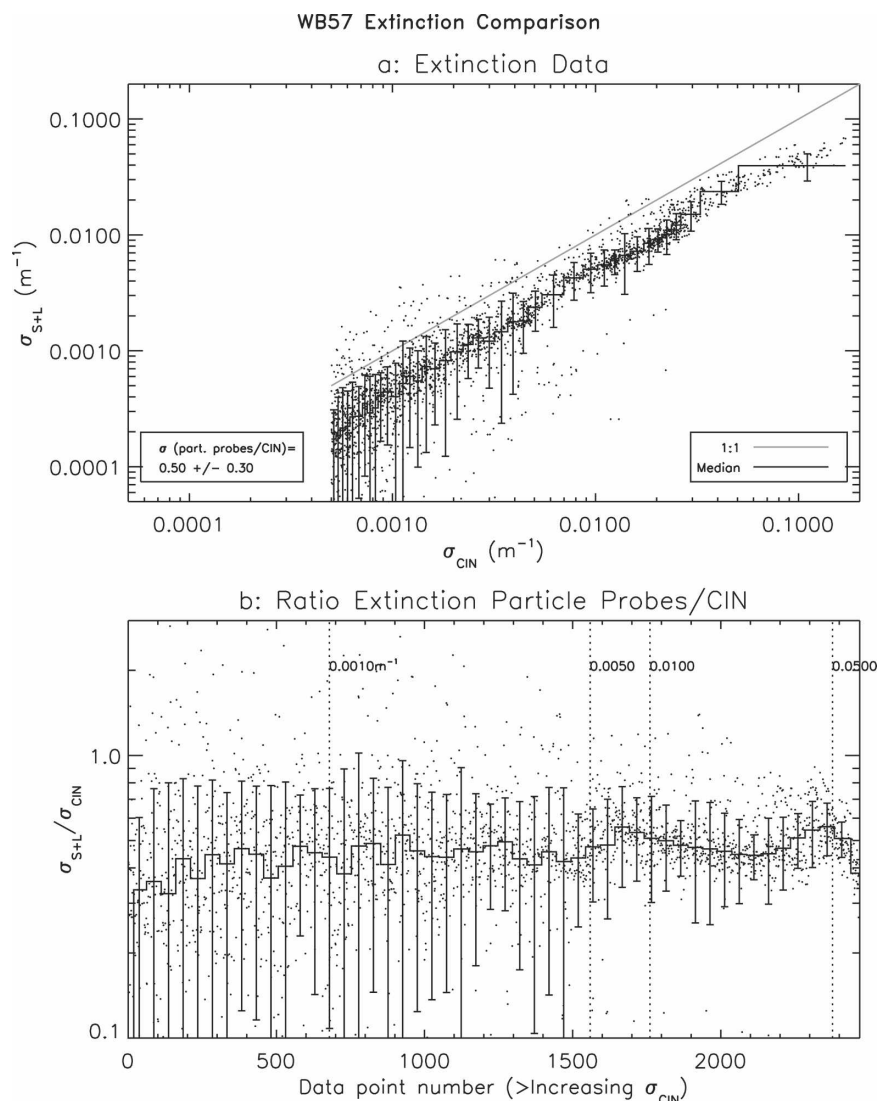 WB57 Extinction Comparison
a: Extinction Data
0.1000
0.0100
0.0010
0.0001
σS+L (m−1)
σ (part. probes/CIN)=
0.50 +/− 0.30
1:1
Median
0.0001 0.0010 0.0100 0.1000
σCIN (m−1)
b: Ratio Extinction Particle Probes/CIN
0.0010m−1 0.0050 0.0100 0.0500
1.0
0.1
σS+L/σCIN
0 500 1000 1500 2000
Data point number (>Increasing σCIN)